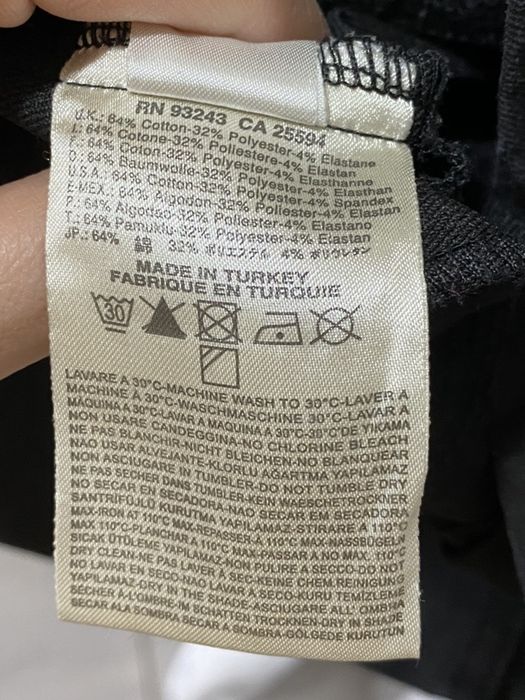 RN 93243 CA 25594
U.K.: 64% Cotton-32% Polyester-4% Elastane
I.: 64% Cotone-32% Poliestere-4% Elastan
F.: 64% Coton-32% Polyester-4% Elasthanne
D.: 64% Baumwolle-32% Polyester-4% Elasthan
U.S.A.: 64% Cotton-32% Polyester-4% Spandex
E-MEX.: 64% Algodon-32% Poliester-4% Elastan
P.: 64% Algodao-32% Poliester-4% Elastano
T.: 64% Pamuklu-32% Polyester-4% Elastan
JP.: 64% 綿 32% ポリエステル 4% ポリウレタン
MADE IN TURKEY
FABRIQUE EN TURQUIE
30
LAVARE A 30°C-MACHINE WASH TO 30°C-LAVER A
MACHINE A 30°C-WASCHMASCHINE 30°C-LAVAR A
MAQUINA A 30°C-LAVAR A MAQUINA A 30°C-30°C'DE YIKAMA
NON USARE CANDEGGINA-NO CHLORINE BLEACH
NE PAS BLANCHIR-NICHT BLEICHEN-NO BLANQUEAR
NAO USAR ALVEJANTE-KLORLU AĞARTMA YAPILAMAZ
NON ASCIUGARE IN TUMBLER-DO NOT TUMBLE DRY
NE PAS SECHER DANS TUMBLER-KEIN WAESCHETROCKNER
NO SECAR EN SECADORA-NAO SECAR EM SECADORA
SANTRİFÜJLÜ KURUTMA YAPILAMAZ-STIRARE A 110°C
MAX-IRON AT 110°C MAX-REPASSER A 110°C MAX-NASSBÜGELN
MAX 110°C-PLANCHAR A 110°C MAX-PASSAR A NO MAX. 110°C
SICAK ÜTÜLEME YAPILAMAZ-NON PULIRE A SECCO-DO NOT
DRY CLEAN-NE PAS LAVER A SEC-KEINE CHEM.REINIGUNG
NO LAVAR EN SECO-NAO LAVAR A SECO-KURU TEMİZLEME
YAPILAMAZ-DRY IN THE SHADE-ASCIUGARE ALL' OMBRA
SECHER A L'OMBRE-IM SCHATTEN TROCKNEN-DRY IN SHADE
SECAR ALA SOMBRA SECAR A SOMBRA-GÖLGEDE KURUTUN